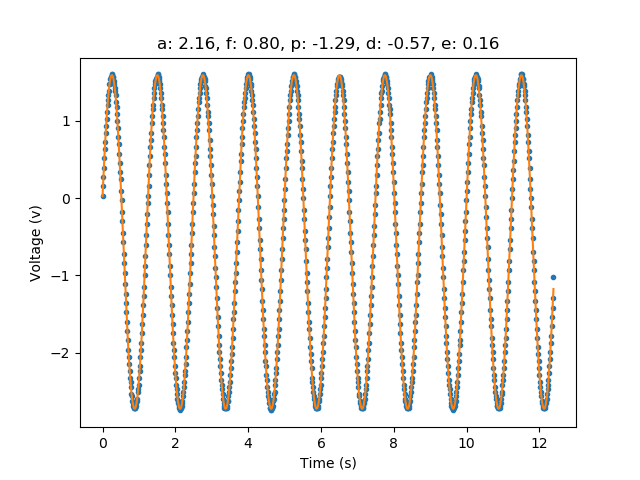 a: 2.16, f: 0.80, p: -1.29, d: -0.57, e: 0.16
1
0
−1
−2
Voltage (v)
0 2 4 6 8 10 12
Time (s)